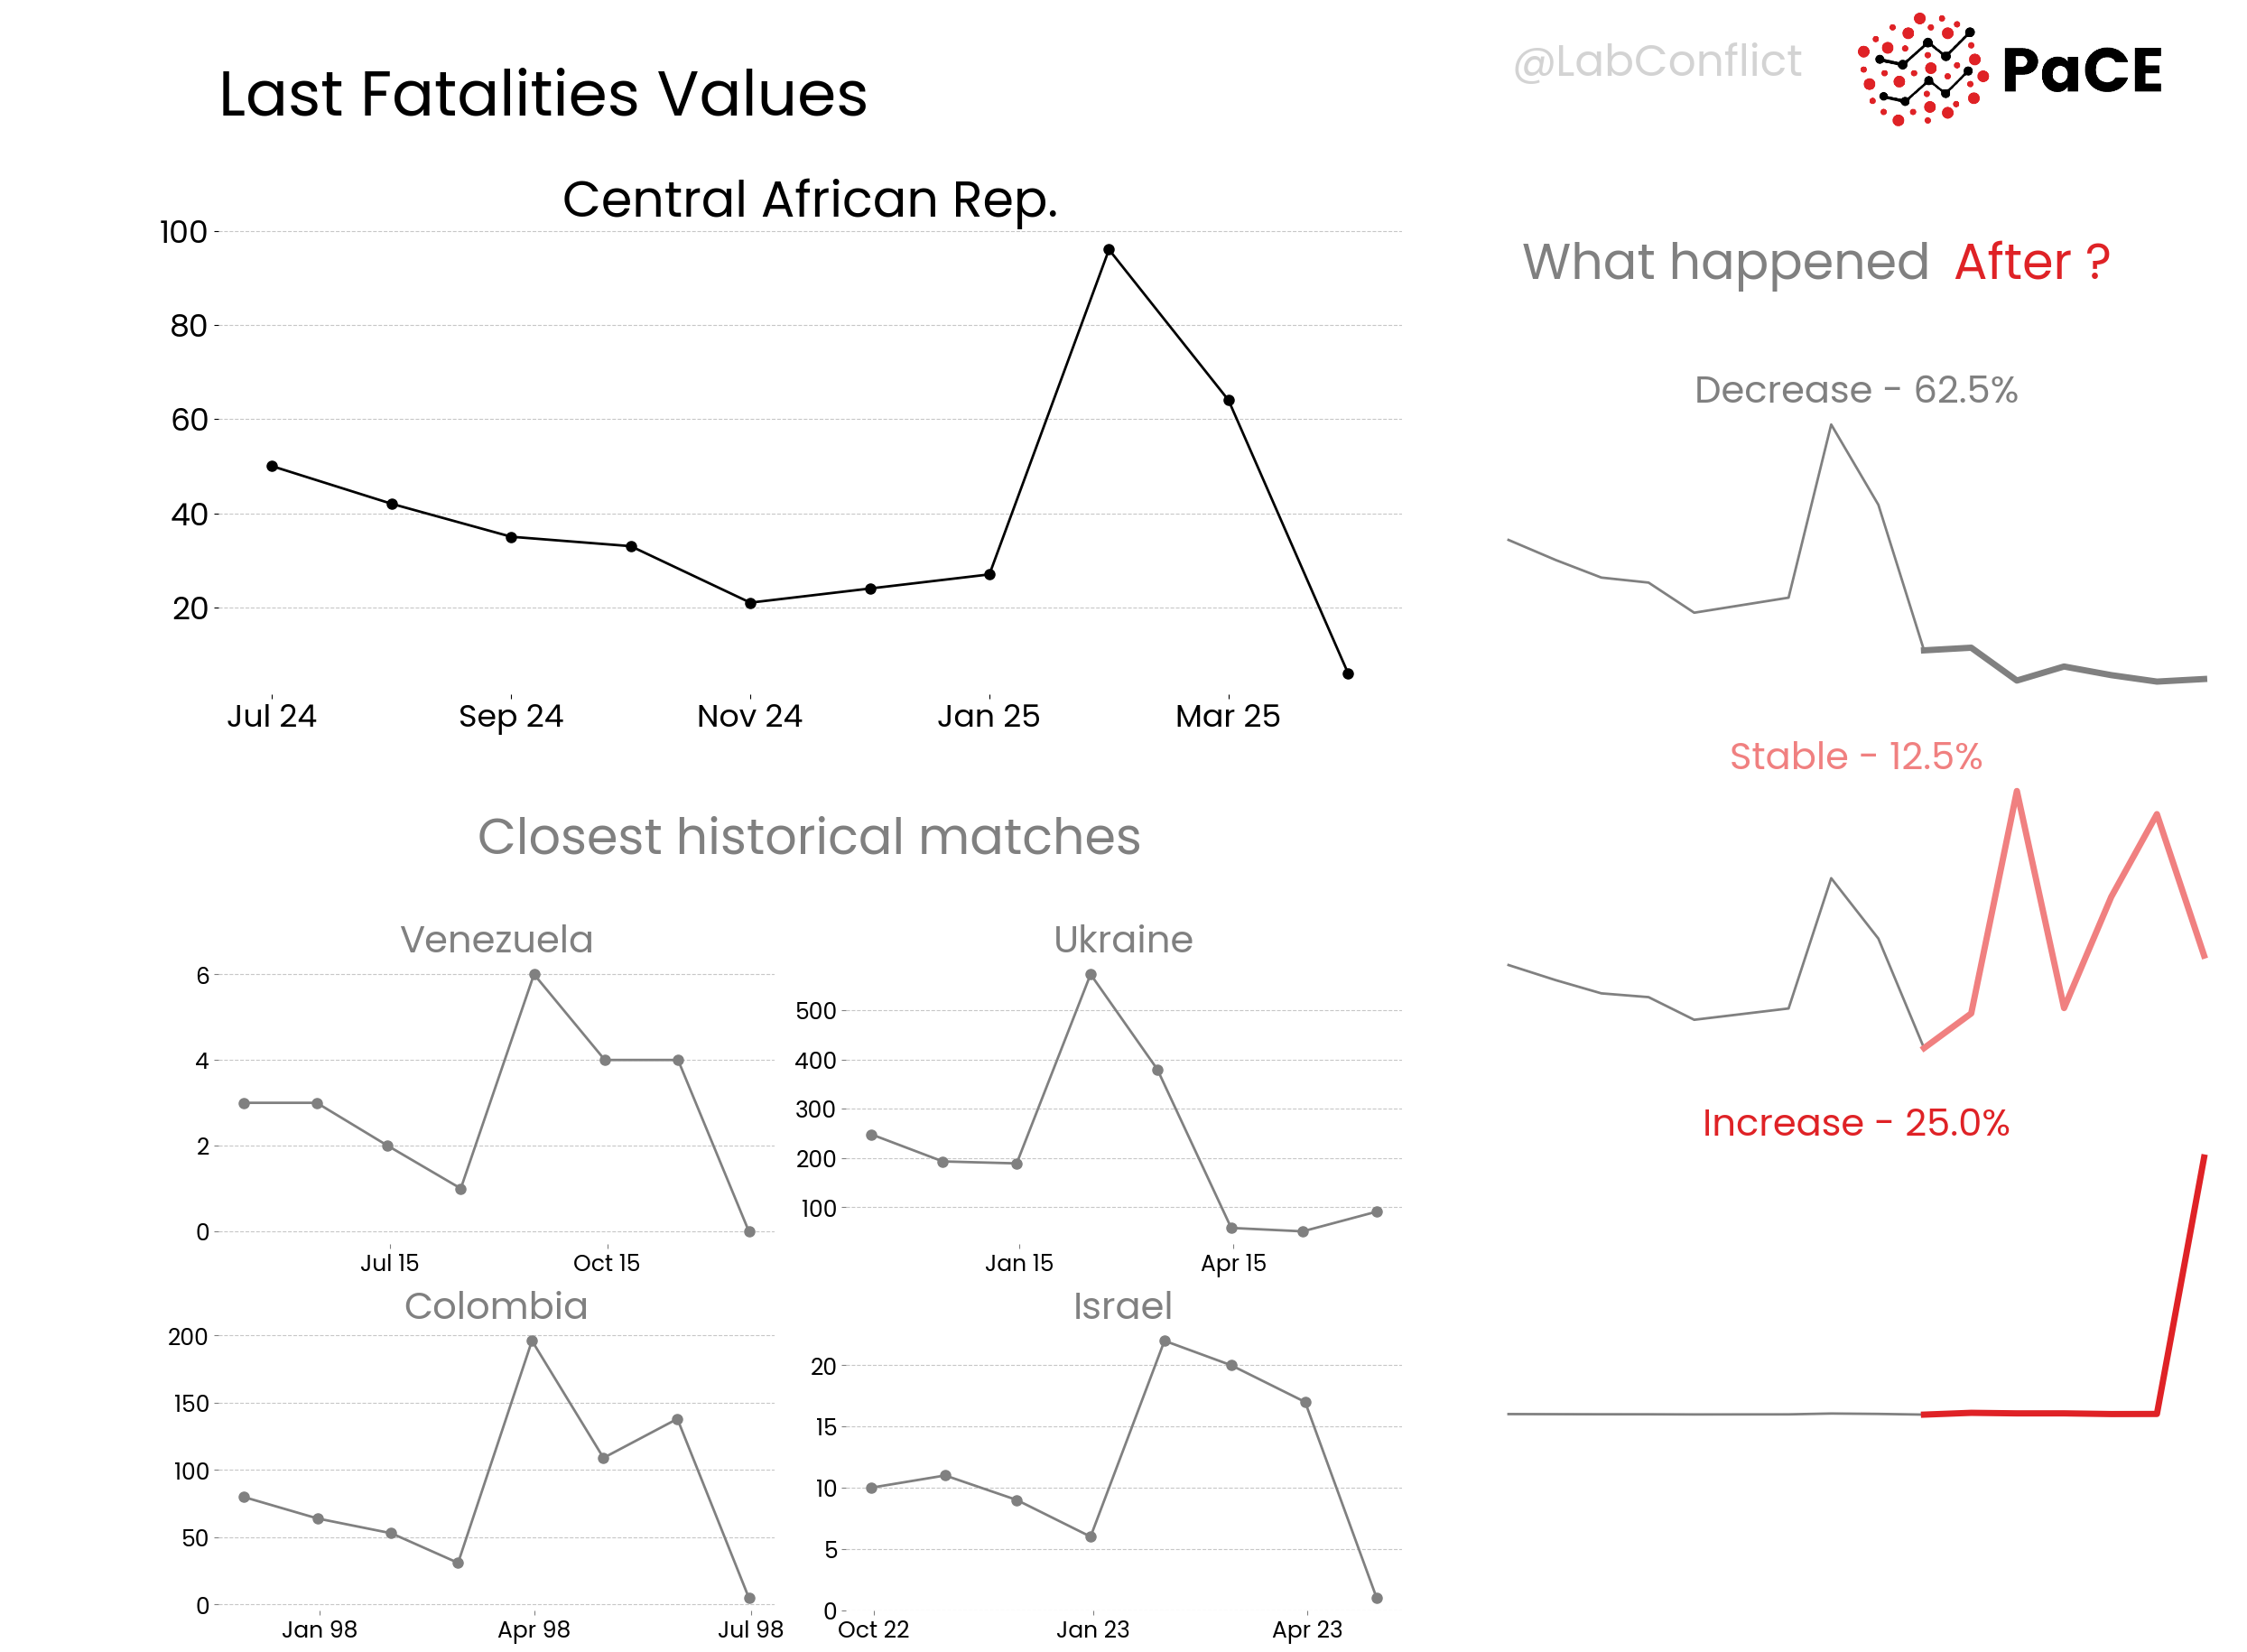 @LabConflict
PaCE
Last Fatalities Values
Central African Rep.
100
80
60
40
20
Jul 24 Sep 24 Nov 24 Jan 25 Mar 25
What happened After ?
Decrease - 62.5%
Stable - 12.5%
Increase - 25.0%
Closest historical matches
Venezuela
6
4
2
0
Jul 15 Oct 15
Ukraine
500
400
300
200
100
Jan 15 Apr 15
Colombia
200
150
100
50
0
Jan 98 Apr 98 Jul 98
Israel
20
15
10
5
0
Oct 22 Jan 23 Apr 23